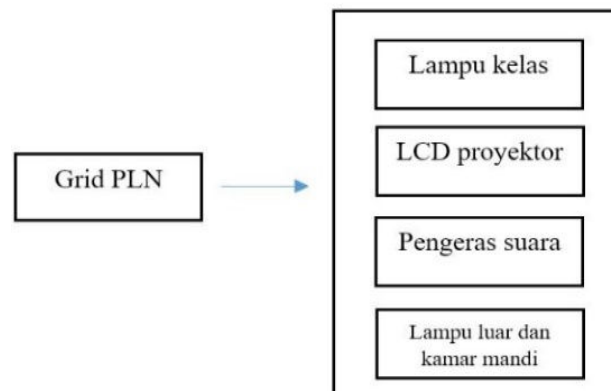 Grid PLN
Lampu kelas
LCD proyektor
Pengeras suara
Lampu luar dan
kamar mandi